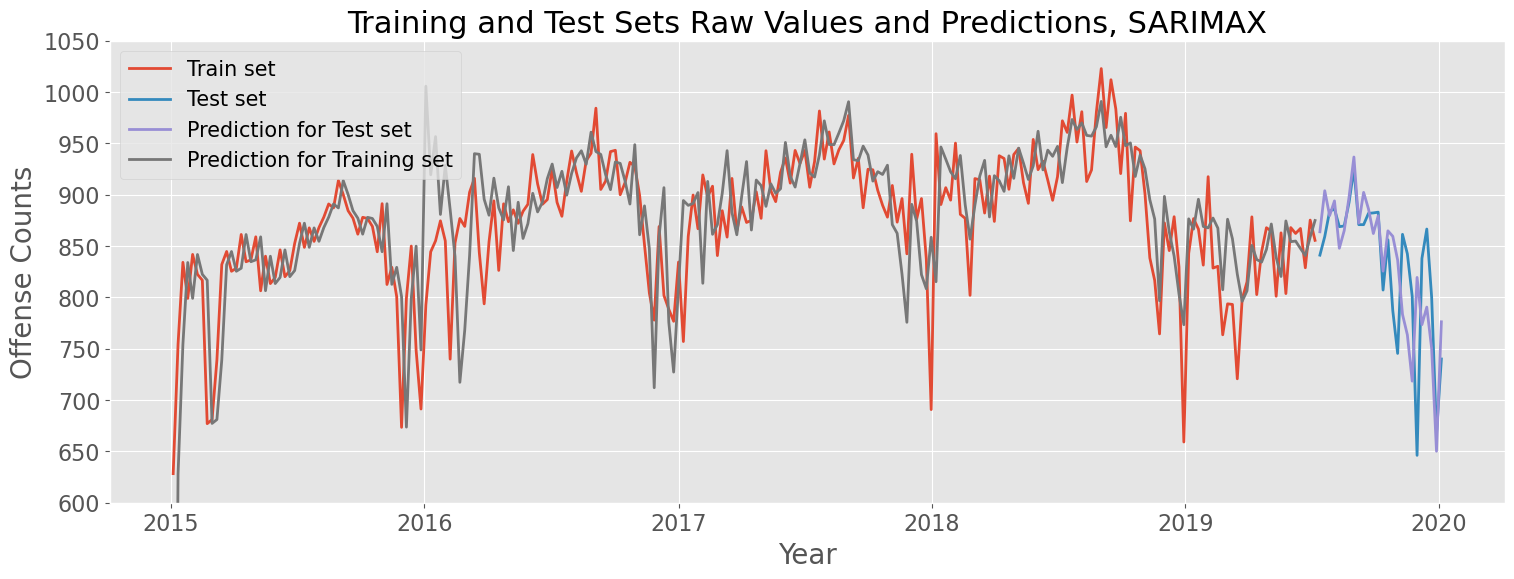 Training and Test Sets Raw Values and Predictions, SARIMAX
1050
1000
950
900
850
800
750
700
650
600
Offense Counts
Train set
Test set
Prediction for Test set
Prediction for Training set
2015 2016 2017 2018 2019 2020
Year